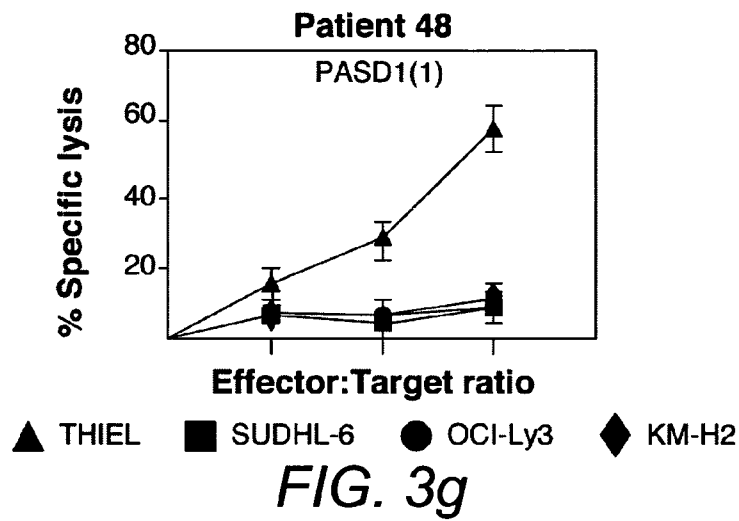 Patient 48
PASD1(1)
80
60
40
20
% Specific lysis
Effector:Target ratio
THIEL SUDHL-6 OCI-Ly3 KM-H2
FIG. 3g